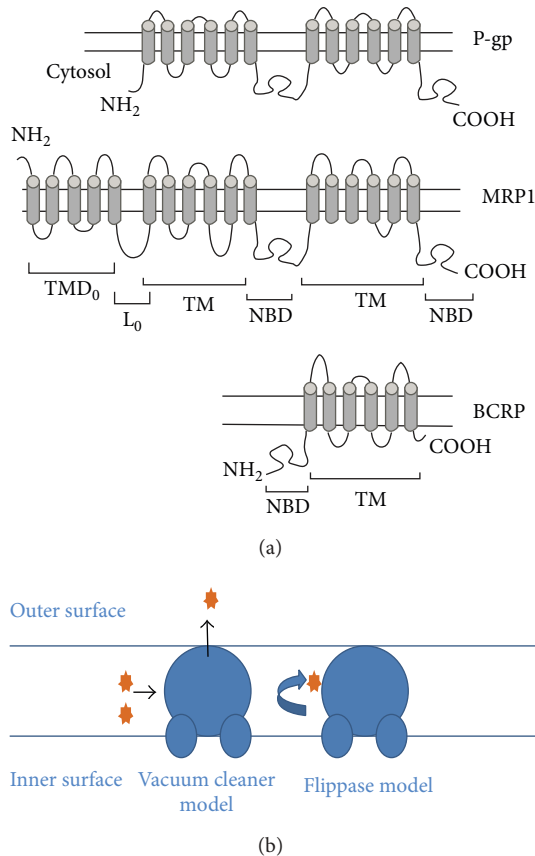 P-gp
Cytosol
NH2
COOH
NH2
MRP1
COOH
TMD0
L0
TM
NBD
TM
NBD
BCRP
COOH
NH2
NBD
TM
(a)
Outer surface
Inner surface
Vacuum cleaner
model
Flippase model
(b)